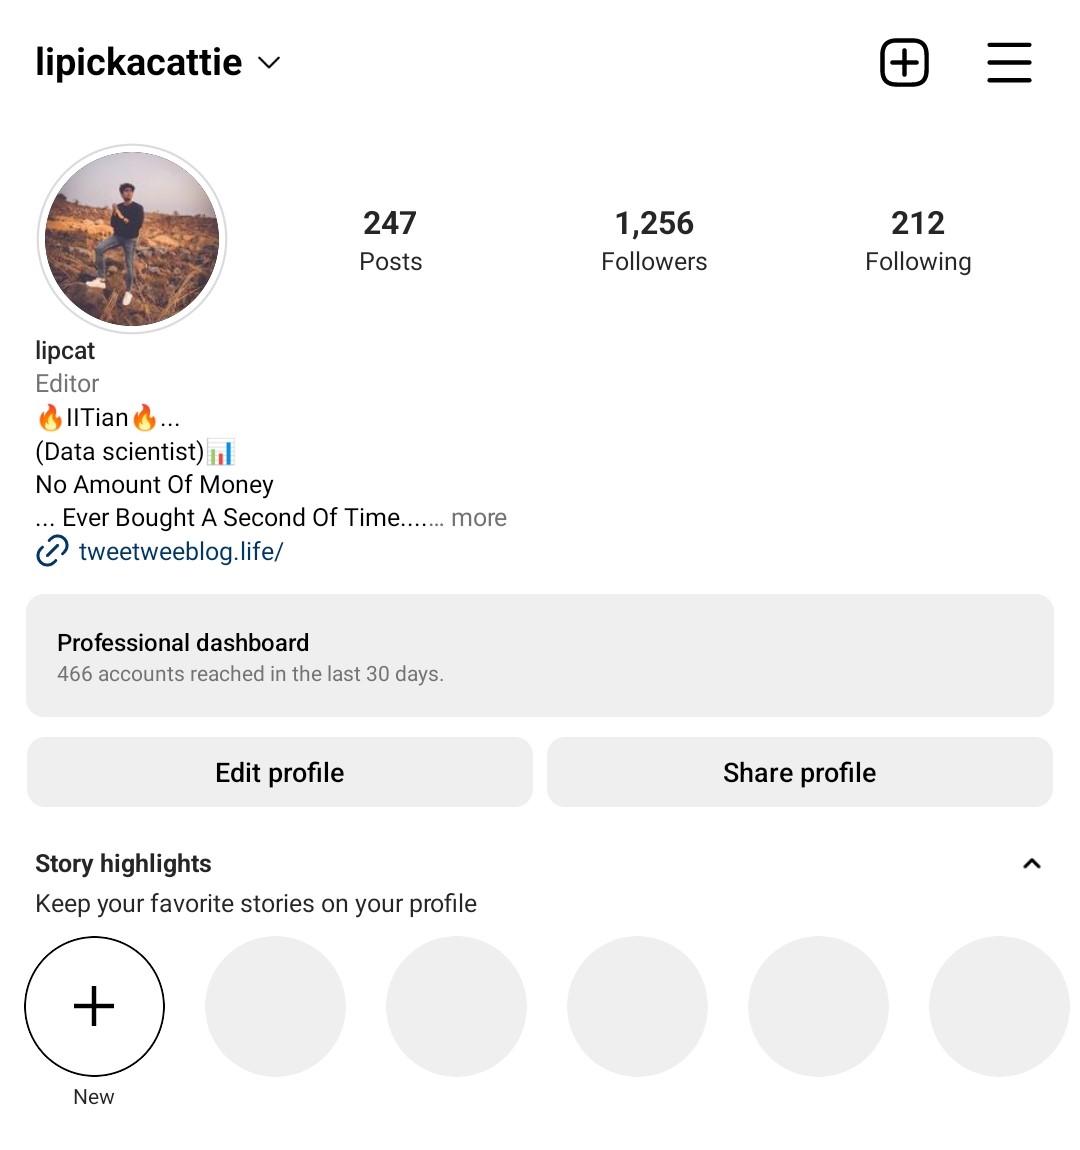 lipickacattie
247
Posts
1,256
Followers
212
Following
lipcat
Editor
🔥IITian🔥...
(Data scientist)📊
No Amount Of Money
... Ever Bought A Second Of Time....… more
tweetweeblog.life/
Professional dashboard
466 accounts reached in the last 30 days.
Edit profile
Share profile
Story highlights
Keep your favorite stories on your profile
New